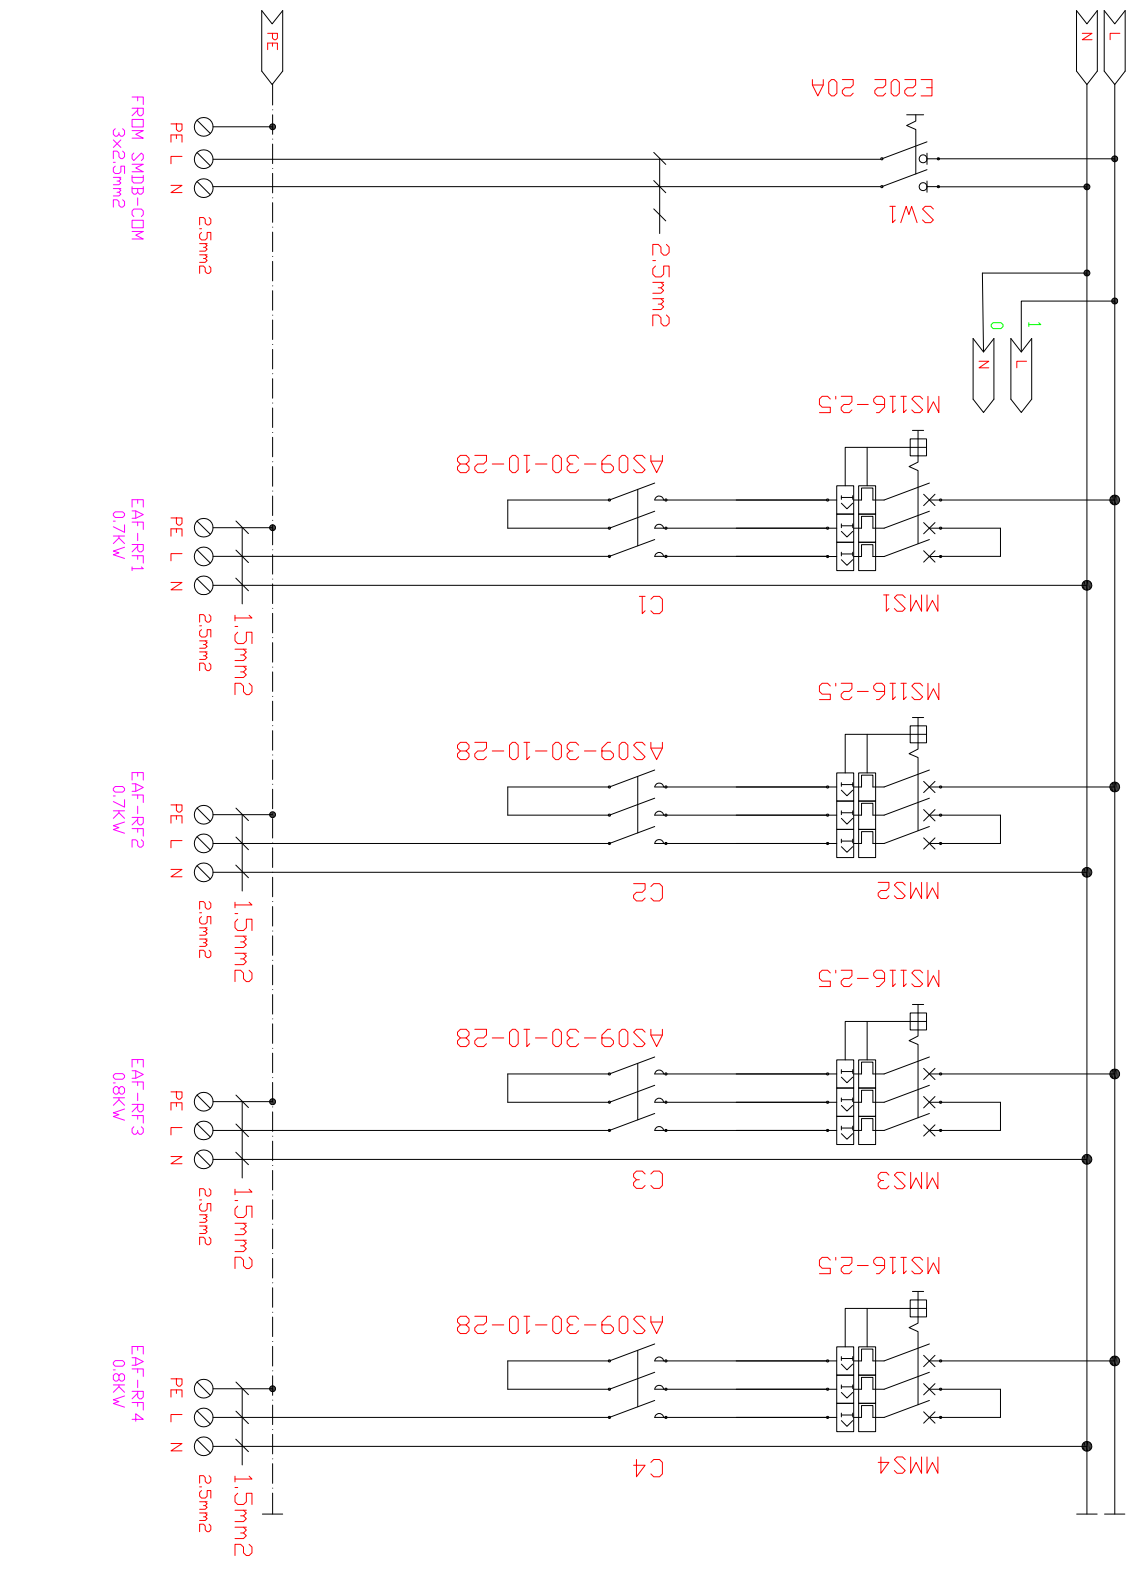 PE
N
L
E202 20A
FROM SMDB-COM
3x2.5mm2
PE
L
N
2.5mm2
SW1
2.5mm2
0
1
N
L
MS116-2.5
AS09-30-10-28
EAF-RF1
0.7KW
PE
L
N
2.5mm2
1.5mm2
C1
MMS1
MS116-2.5
AS09-30-10-28
EAF-RF2
0.7KW
PE
L
N
2.5mm2
1.5mm2
C2
MMS2
MS116-2.5
AS09-30-10-28
EAF-RF3
0.8KW
PE
L
N
2.5mm2
1.5mm2
C3
MMS3
MS116-2.5
AS09-30-10-28
EAF-RF4
0.8KW
PE
L
N
2.5mm2
1.5mm2
C4
MMS4